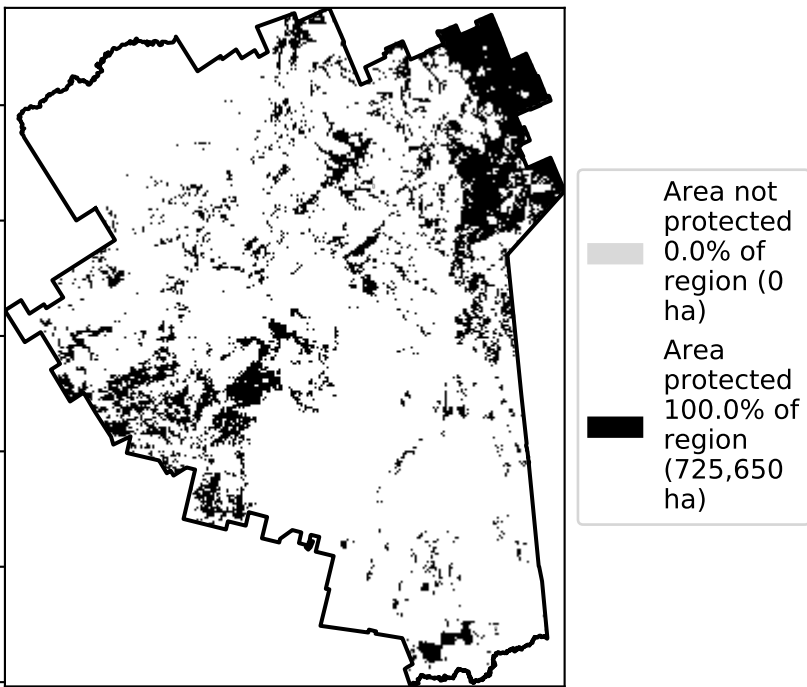 Area not
protected
0.0% of
region (0
ha)
Area
protected
100.0% of
region
(725,650
ha)